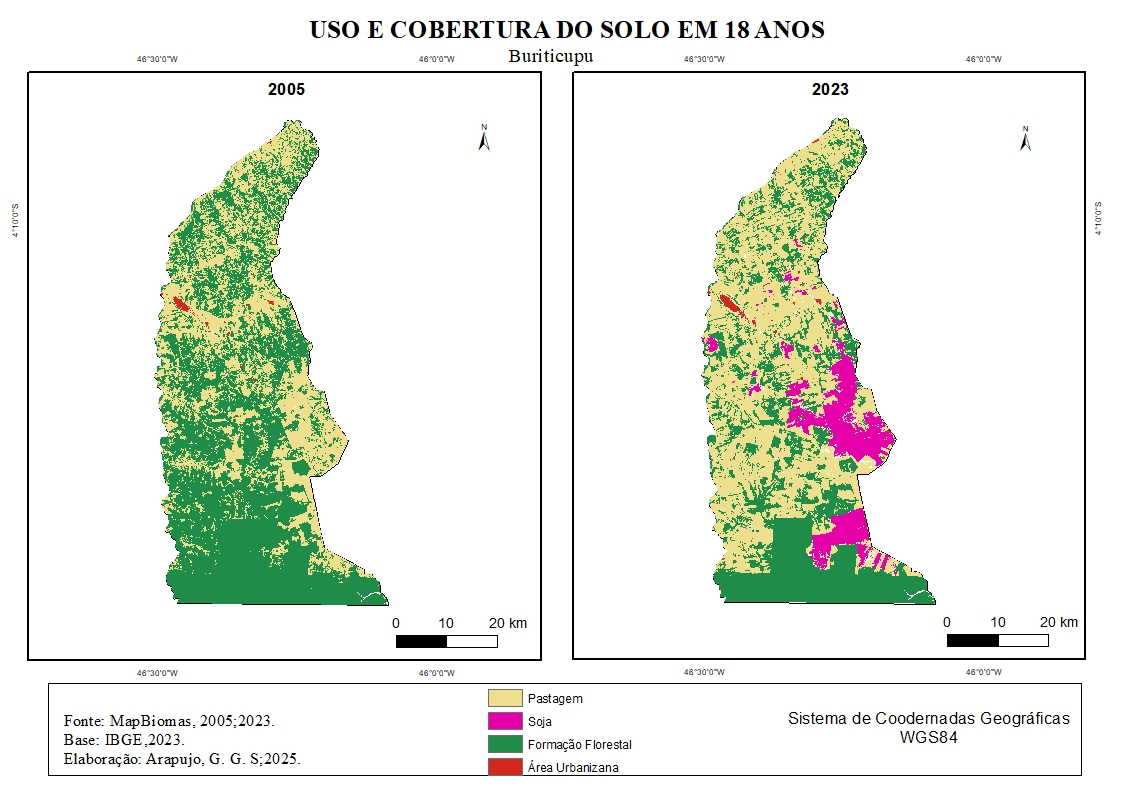 USO E COBERTURA DO SOLO EM 18 ANOS
Buriticupu
46°30'0"W
46°0'0"W
46°30'0"W
46°0'0"W
2005
2023
N
N
4°10'0"S
4°10'0"S
0 10 20 km
0 10 20 km
46°30'0"W
46°0'0"W
46°30'0"W
46°0'0"W
Fonte: MapBiomas, 2005;2023.
Base: IBGE,2023.
Elaboração: Arapujo, G. G. S;2025.
Pastagem
Soja
Formação Florestal
Área Urbanizana
Sistema de Coodernadas Geográficas
WGS84